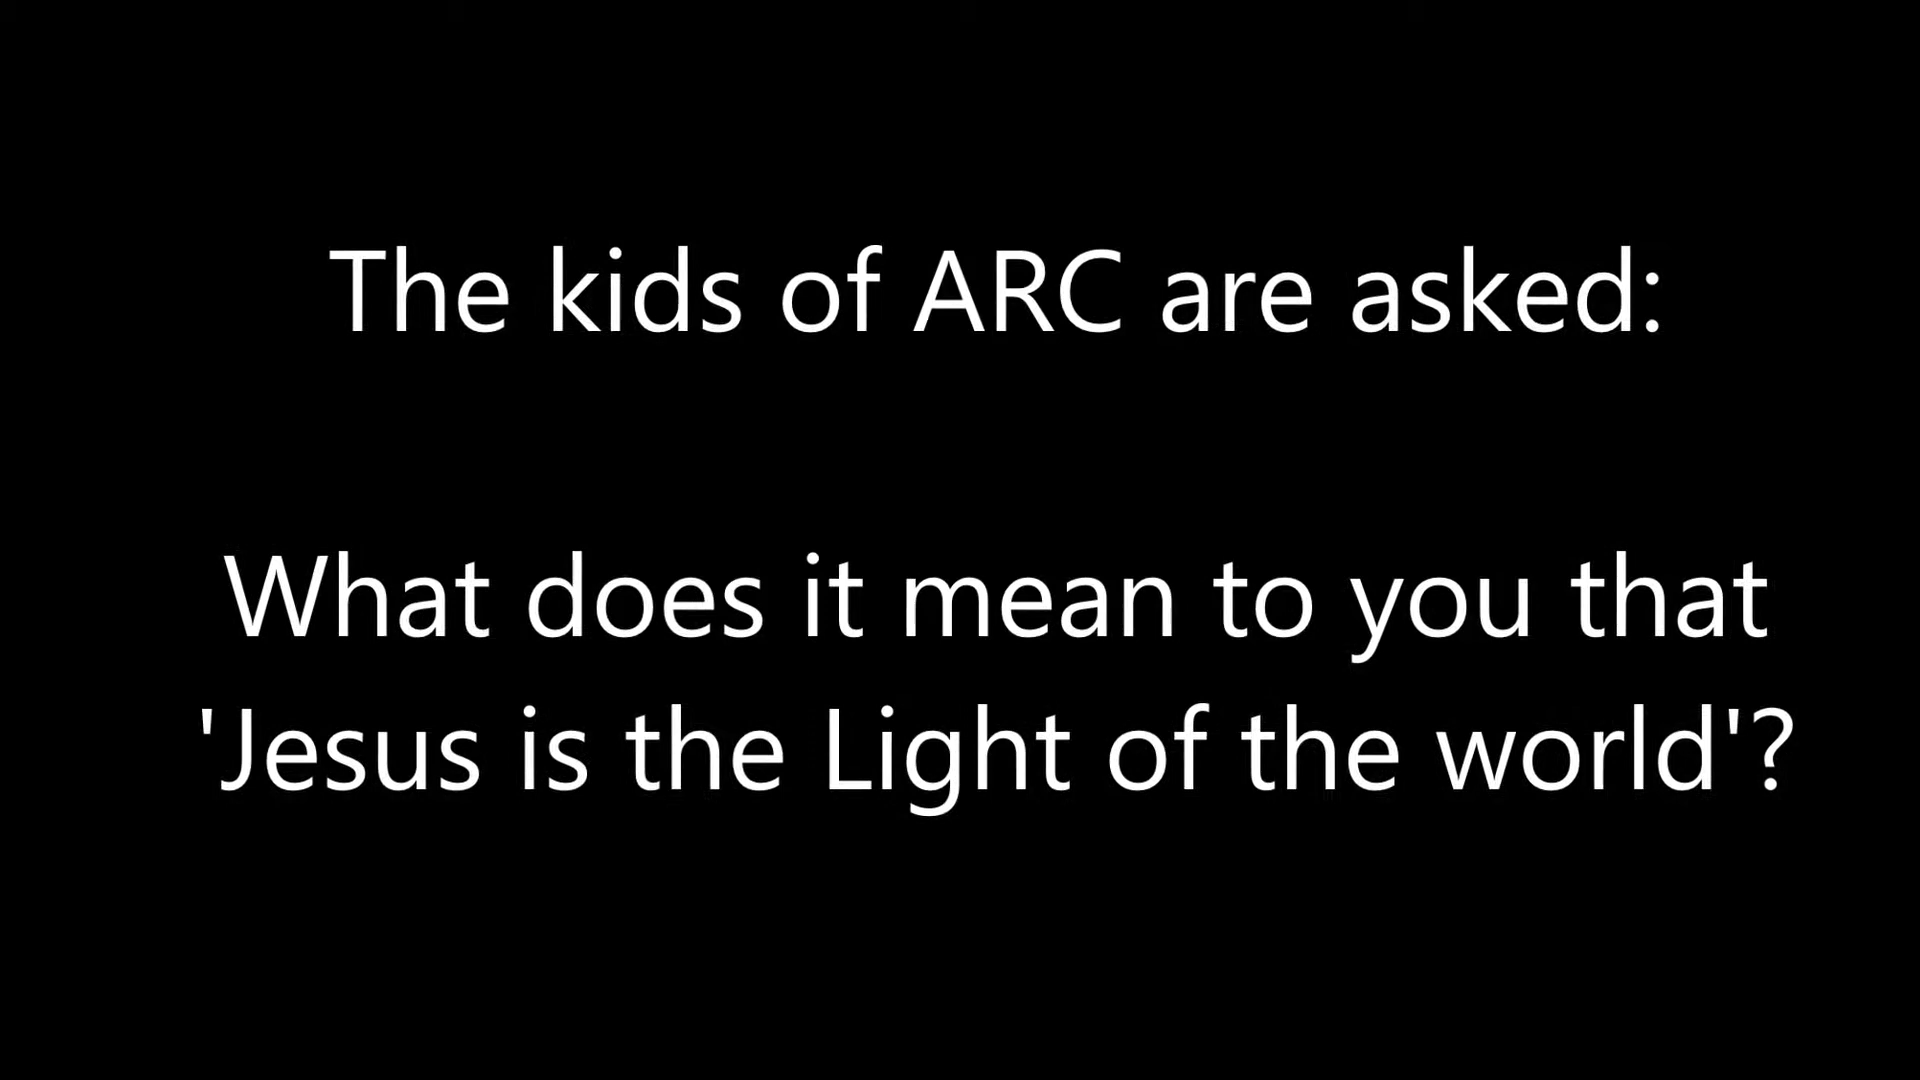 The kids of ARC are asked:
What does it mean to you that
'Jesus is the Light of the world'?